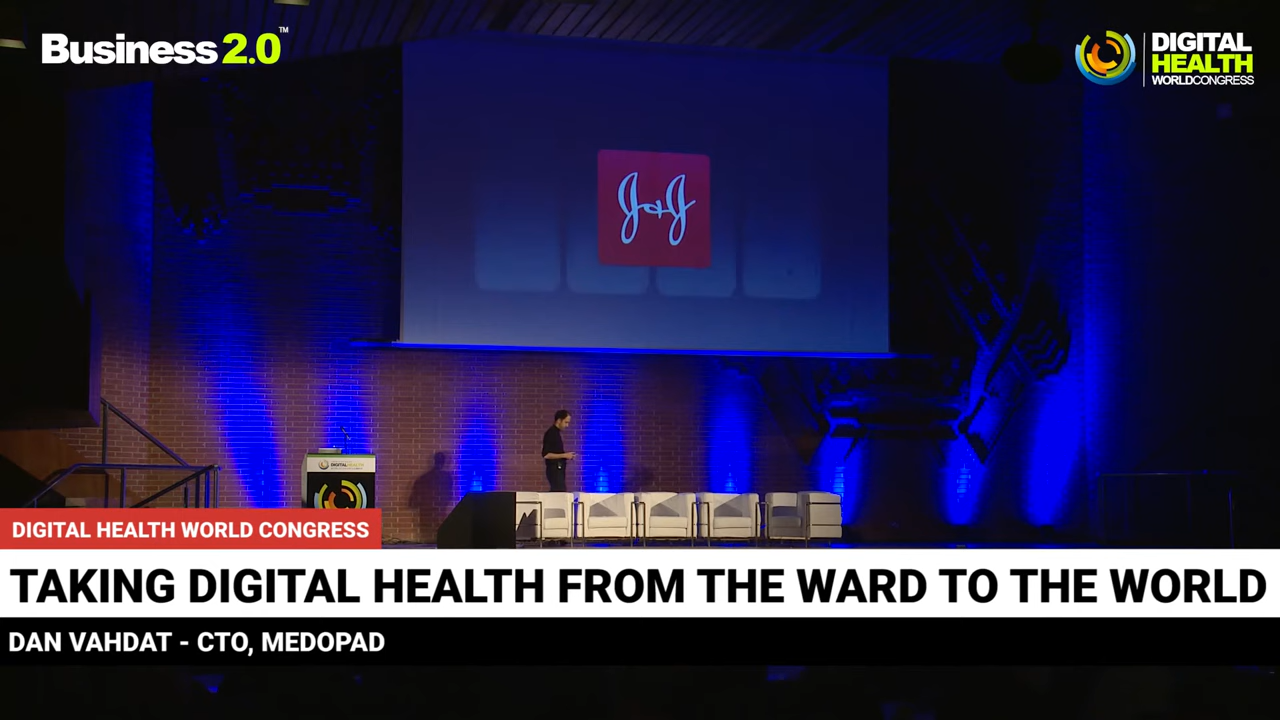 Business 2.0™
DIGITAL
HEALTH
WORLDCONGRESS
J&J
DIGITALHEALTH
DIGITAL HEALTH WORLD CONGRESS
TAKING DIGITAL HEALTH FROM THE WARD TO THE WORLD
DAN VAHDAT - CTO, MEDOPAD